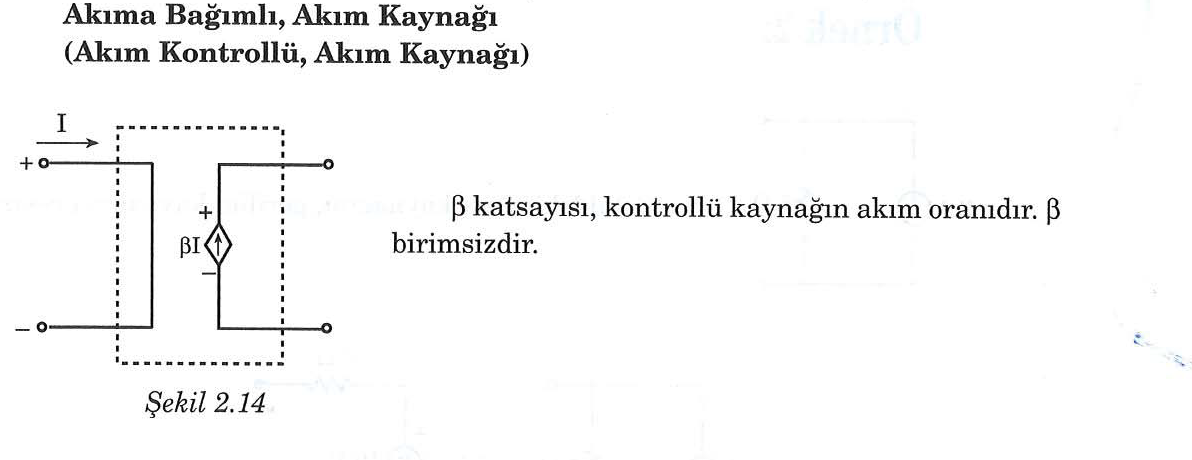 Akıma Bağımlı, Akım Kaynağı
(Akım Kontrollü, Akım Kaynağı)
I
+
+
βI
−
−
β katsayısı, kontrollü kaynağın akım oranıdır. β
birimsizdir.
Şekil 2.14